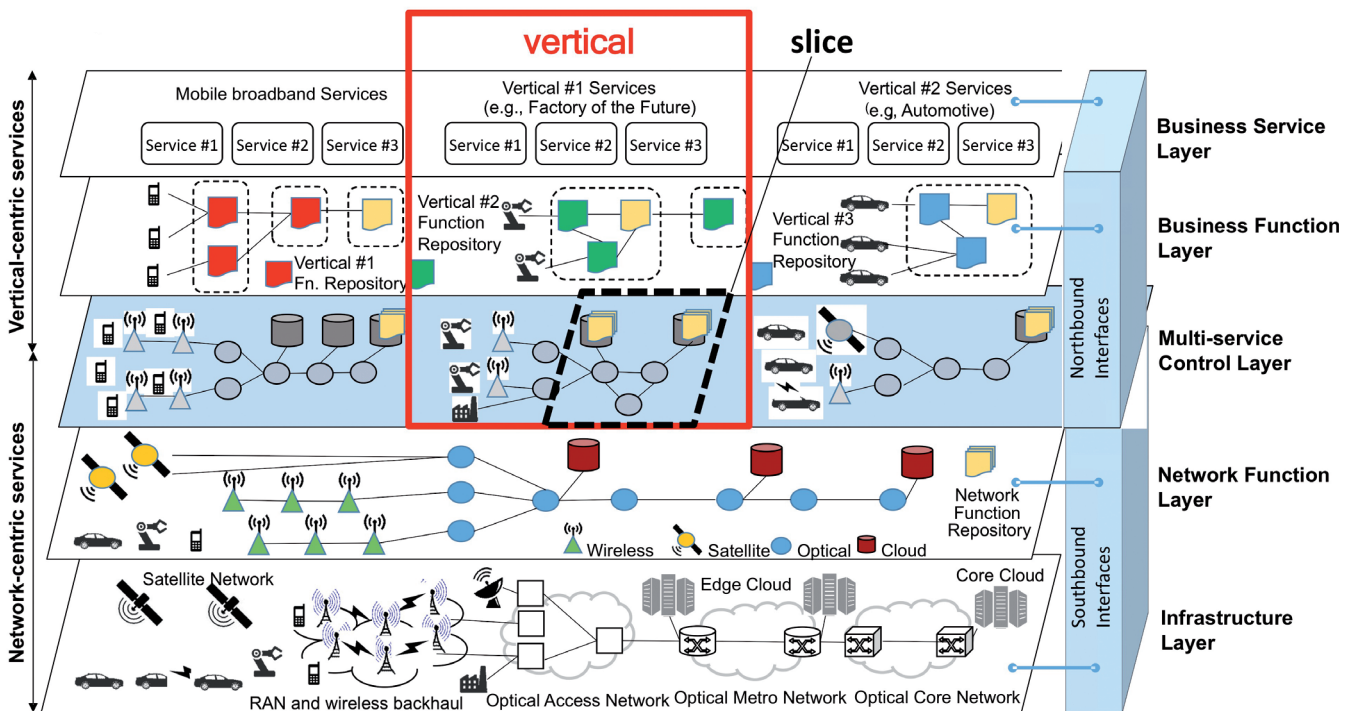 vertical
slice
Vertical-centric services
Network-centric services
Mobile broadband Services
Service #1
Service #2
Service #3
Vertical #1 Services
(e.g., Factory of the Future)
Service #1
Service #2
Service #3
Vertical #2 Services
(e.g, Automotive)
Service #1
Service #2
Service #3
Business Service
Layer
Vertical #1
Fn. Repository
Vertical #2
Function
Repository
Vertical #3
Function
Repository
Business Function
Layer
Northbound
Interfaces
Multi-service
Control Layer
Wireless
Satellite
Optical
Cloud
Network
Function
Repository
Network Function
Layer
Southbound
Interfaces
Satellite Network
RAN and wireless backhaul
Optical Access Network
Edge Cloud
Optical Metro Network
Core Cloud
Optical Core Network
Infrastructure
Layer